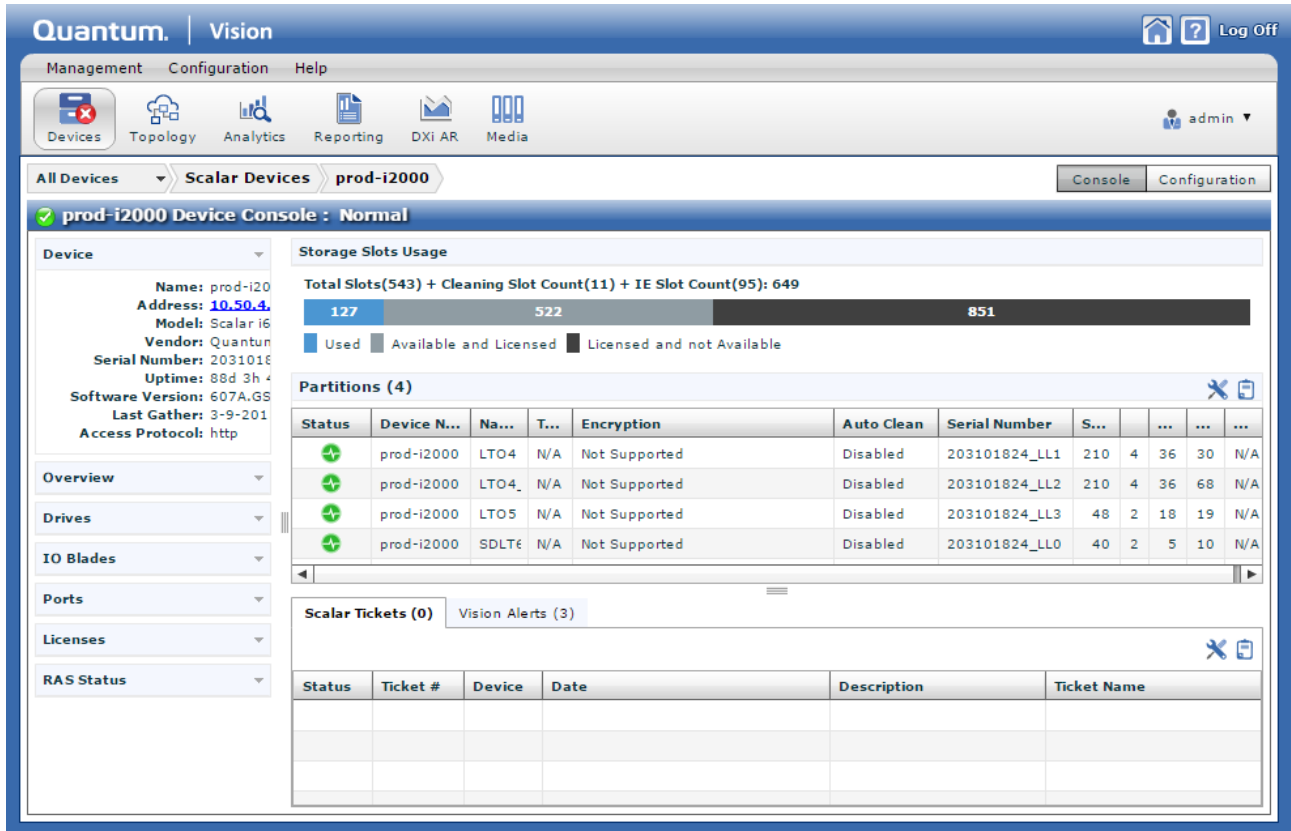 Quantum. | Vision
? Log Off
Management Configuration Help
Devices Topology Analytics Reporting DXi AR Media admin
All Devices Scalar Devices prod-i2000 Console Configuration
prod-i2000 Device Console : Normal
Device
Name: prod-i20
Address: 10.50.4.
Model: Scalar i6
Vendor: Quantun
Serial Number: 203101
Uptime: 88d 3h
Software Version: 607A.GS
Last Gather: 3-9-201
Access Protocol: http
Overview
Drives
IO Blades
Ports
Licenses
RAS Status
Storage Slots Usage
Total Slots(543) + Cleaning Slot Count(11) + IE Slot Count(95): 649
127 522 851
Used Available and Licensed Licensed and not Available
Partitions (4)
Status Device N... Na... T... Encryption Auto Clean Serial Number S... ... ... ...
prod-i2000 LTO4 N/A Not Supported Disabled 203101824_LL1 210 4 36 30 N/A
prod-i2000 LTO4_ N/A Not Supported Disabled 203101824_LL2 210 4 36 68 N/A
prod-i2000 LTO5 N/A Not Supported Disabled 203101824_LL3 48 2 18 19 N/A
prod-i2000 SDLT N/A Not Supported Disabled 203101824_LL0 40 2 5 10 N/A
Scalar Tickets (0) Vision Alerts (3)
Status Ticket # Device Date Description Ticket Name